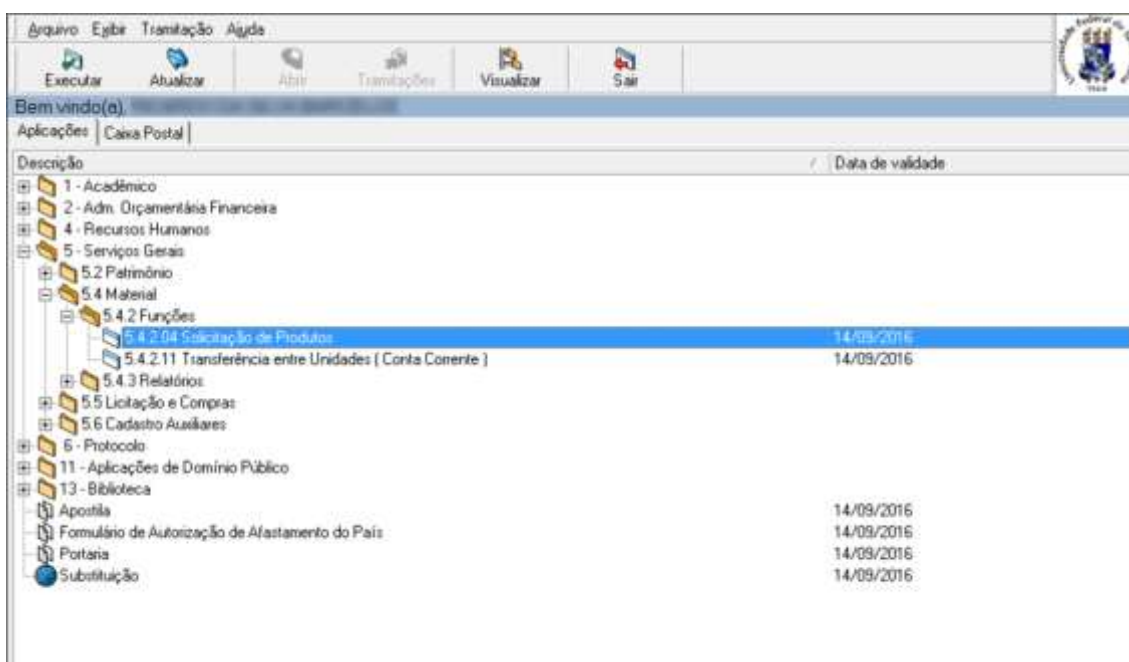 Arquivo Exibir Tramitação Ajuda
Executar Atualizar Abrir Tramitações Visualizar Sair
Bem vindo(a),
Aplicações Caixa Postal
Descrição / Data de validade
1 - Acadêmico
2 - Adm. Orçamentária Financeira
4 - Recursos Humanos
5 - Serviços Gerais
5.2 Patrimônio
5.4 Material
5.4.2 Funções
5.4.2.04 Solicitação de Produtos 14/09/2016
5.4.2.11 Transferência entre Unidades ( Conta Corrente ) 14/09/2016
5.4.3 Relatórios
5.5 Licitação e Compras
5.6 Cadastro Auxiliares
6 - Protocolo
11 - Aplicações de Domínio Público
13 - Biblioteca
Apostila 14/09/2016
Formulário de Autorização de Afastamento do País 14/09/2016
Portaria 14/09/2016
Substituição 14/09/2016